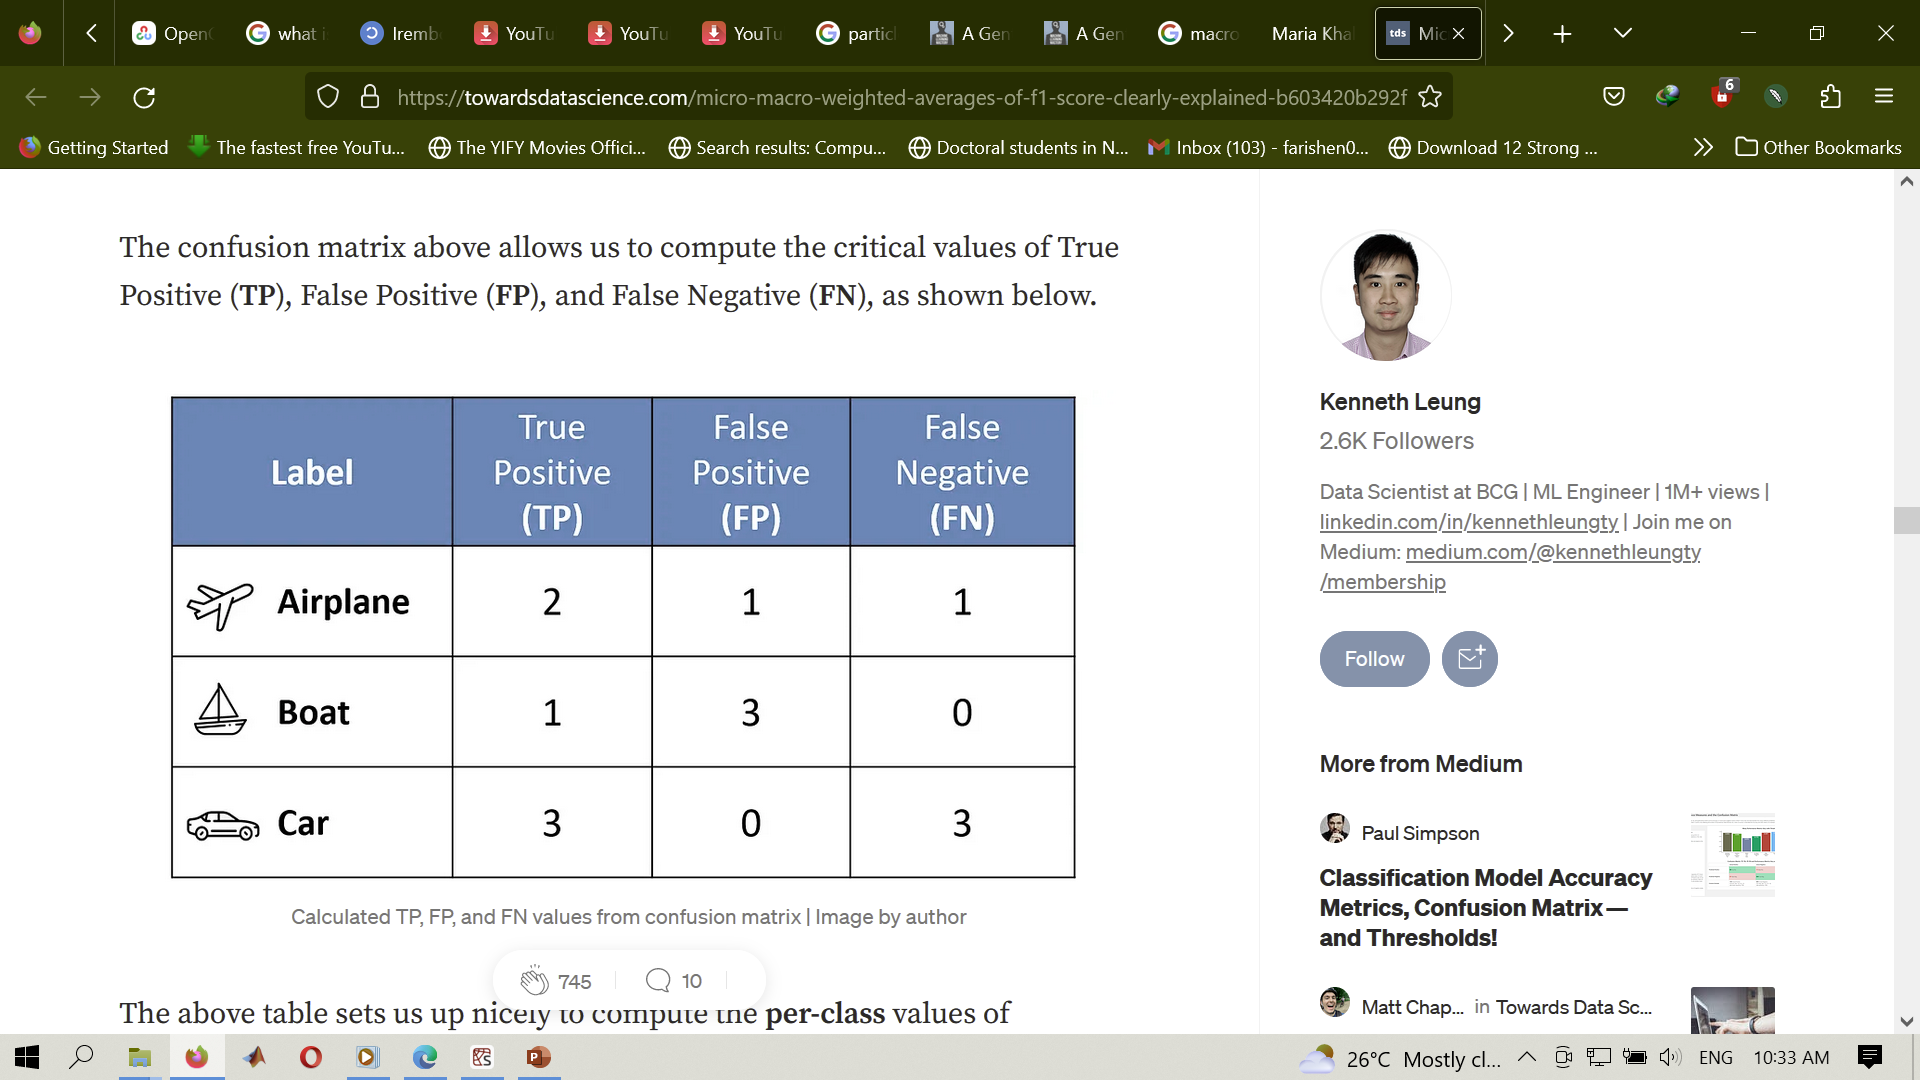 Open
what i
Iremb
YouTu
YouTu
YouTu
partic
A Gen
A Gen
macro
Maria Kha
tds Mic
https://towardsdatascience.com/micro-macro-weighted-averages-of-f1-score-clearly-explained-b603420b292f
6
Getting Started
The fastest free YouTu...
The YIFY Movies Offici...
Search results: Compu...
Doctoral students in N...
Inbox (103) - farishen0...
Download 12 Strong ...
Other Bookmarks
The confusion matrix above allows us to compute the critical values of True
Positive (TP), False Positive (FP), and False Negative (FN), as shown below.
Label
True
Positive
(TP)
False
Positive
(FP)
False
Negative
(FN)
Airplane 2 1 1
Boat 1 3 0
Car 3 0 3
Calculated TP, FP, and FN values from confusion matrix | Image by author
745 10
The above table sets us up nicely to compute the per-class values of
Kenneth Leung
2.6K Followers
Data Scientist at BCG | ML Engineer | 1M+ views |
linkedin.com/in/kennethleungty | Join me on
Medium: medium.com/@kennethleungty
/membership
Follow
More from Medium
Paul Simpson
Classification Model Accuracy
Metrics, Confusion Matrix—
and Thresholds!
Matt Chap... in Towards Data Sc...
26°C Mostly cl...
ENG
10:33 AM